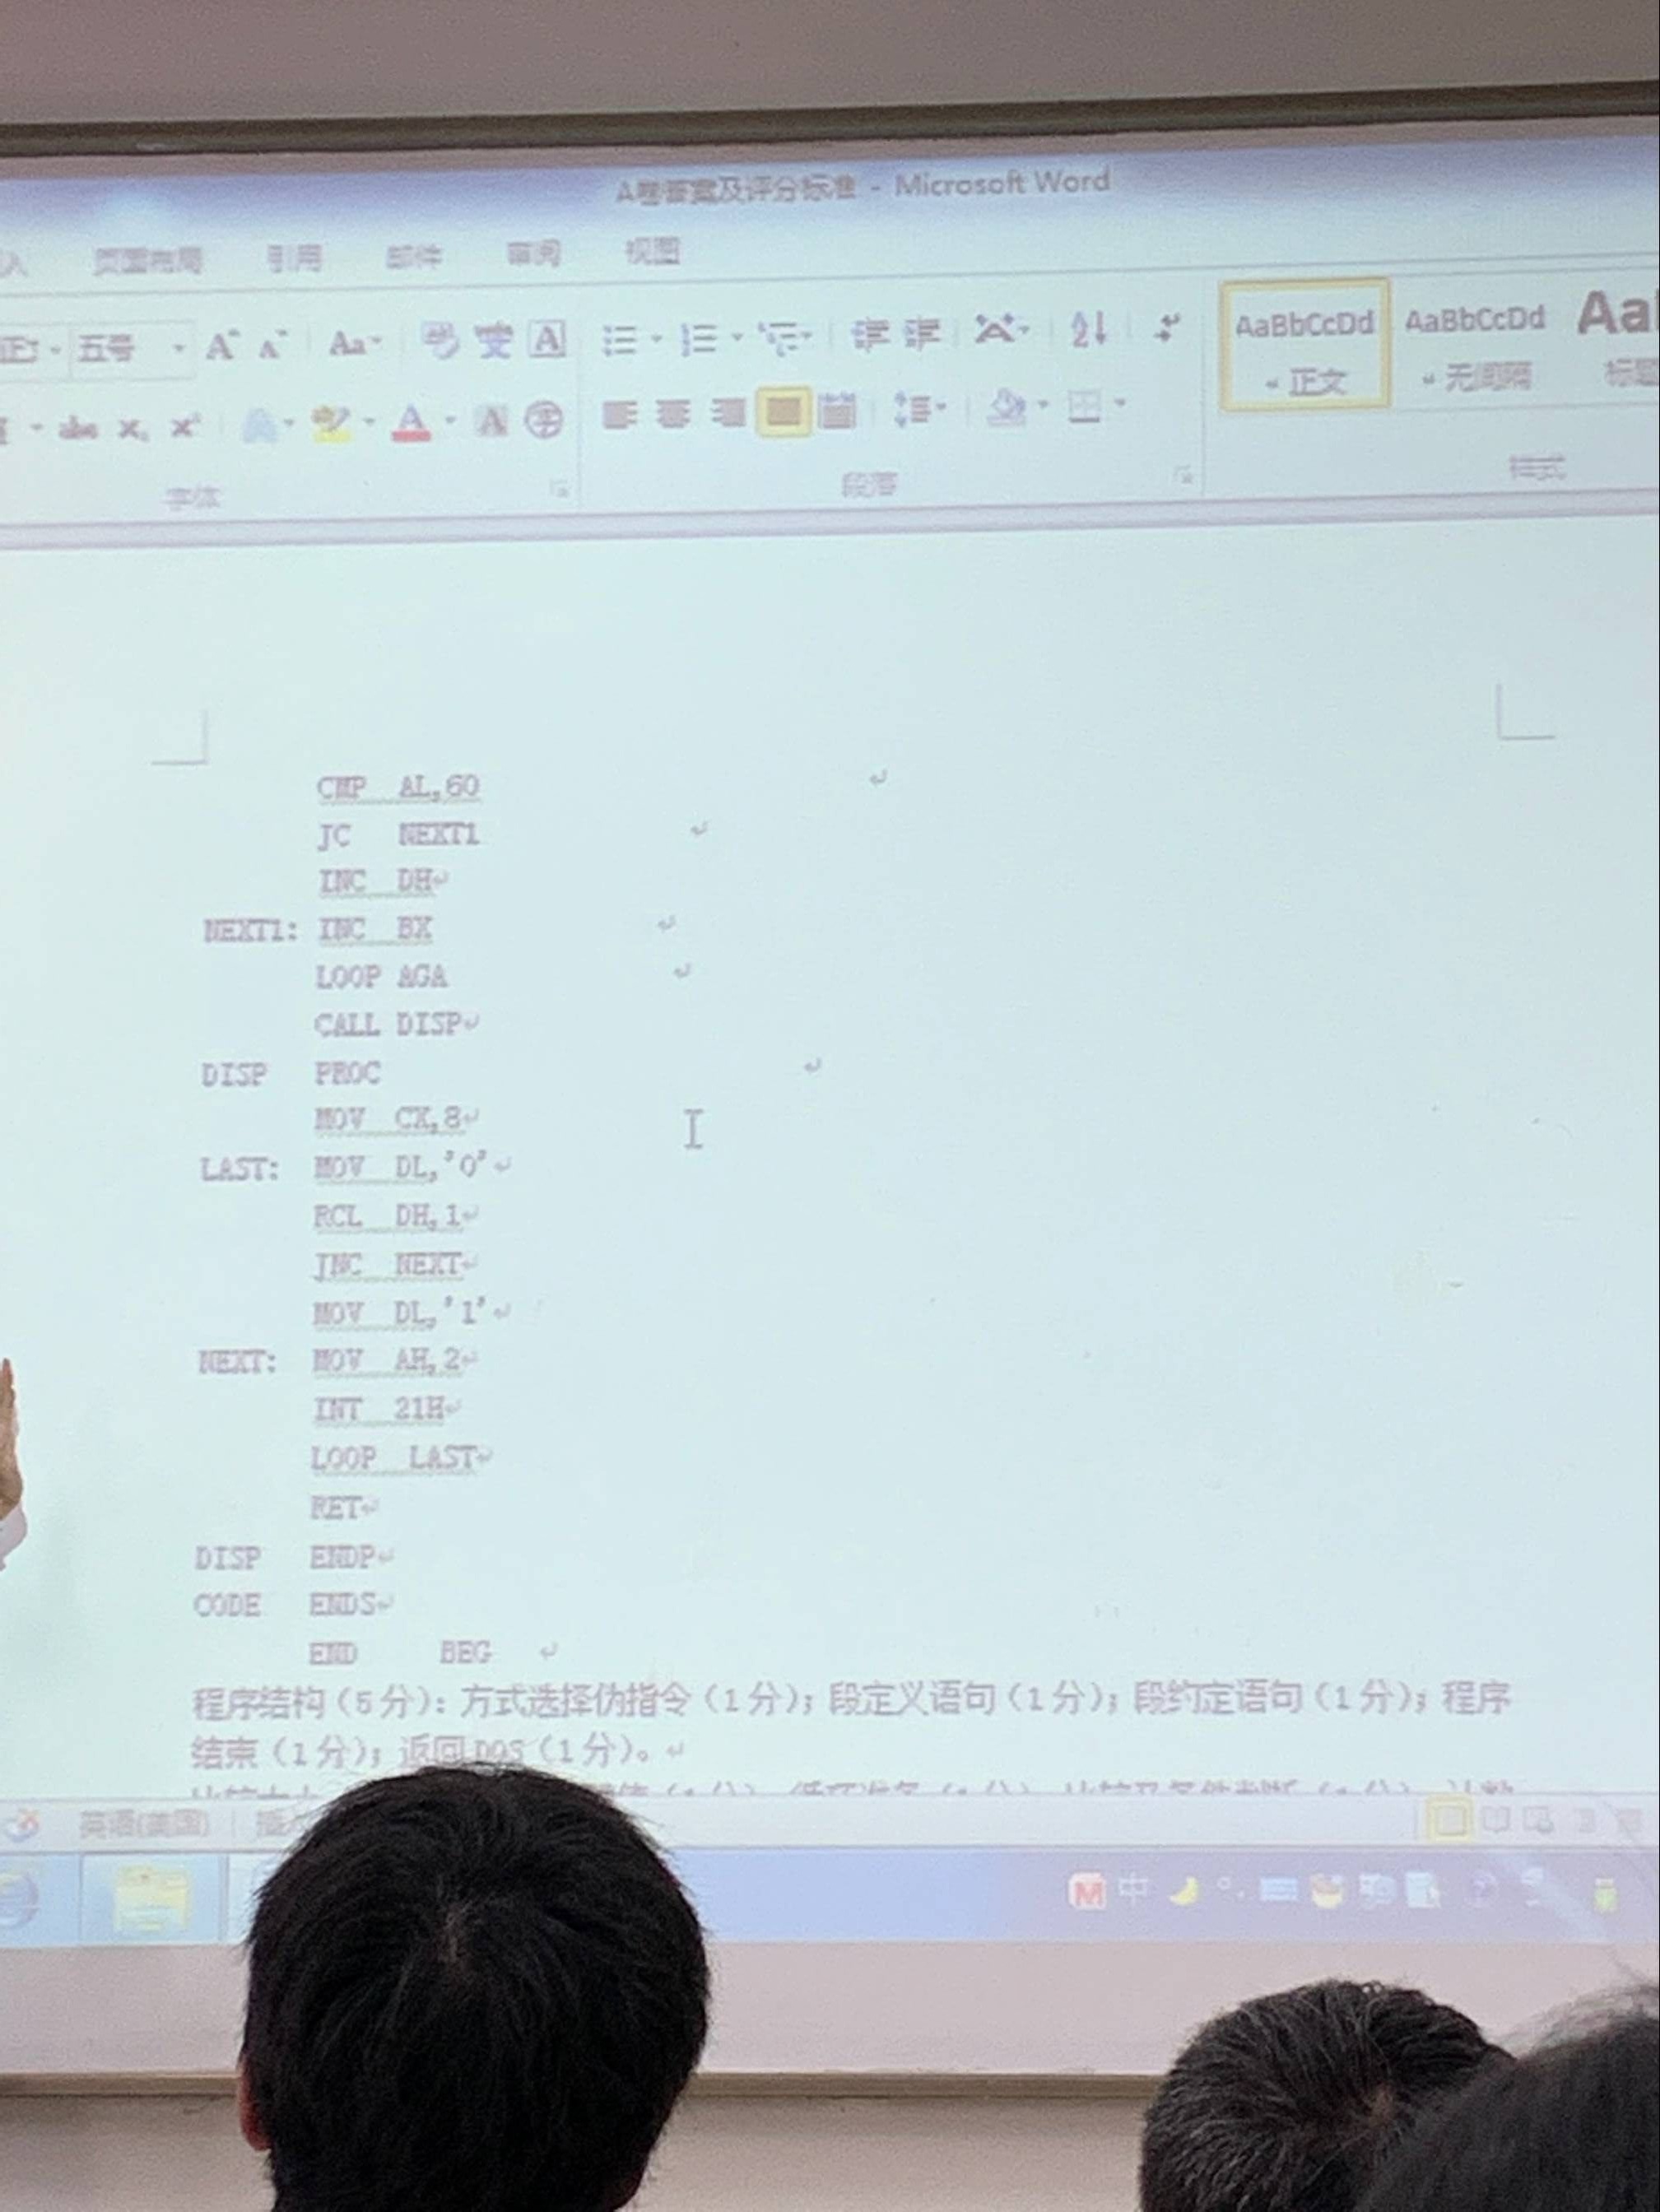 A卷答案及评分标准 - Microsoft Word
入 页面布局 引用 邮件 审阅 视图
五号 Aa
AaBbCcDd AaBbCcDd
正文 无间隔 标题
字体 段落 样式
CMP AL,60
JC NEXT1
INC DH
NEXT1: INC BX
LOOP AGA
CALL DISP
DISP PROC
MOV CX,8
LAST: MOV DL,'0'
RCL DH,1
JNC NEXT
MOV DL,'1'
NEXT: MOV AH,2
INT 21H
LOOP LAST
RET
DISP ENDP
CODE ENDS
END BEG
程序结构（5分）：方式选择伪指令（1分）；段定义语句（1分）；段约定语句（1分）；程序
结束（1分）；返回DOS（1分）。
英语(美国) 插
中